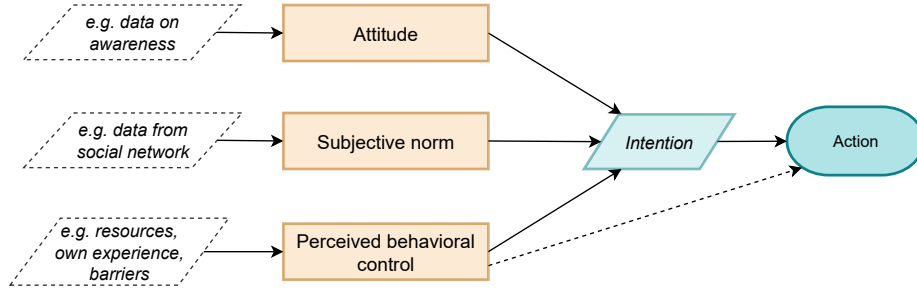 e.g. data on
awareness
Attitude
e.g. data from
social network
Subjective norm
Intention
Action
e.g. resources,
own experience,
barriers
Perceived behavioral
control